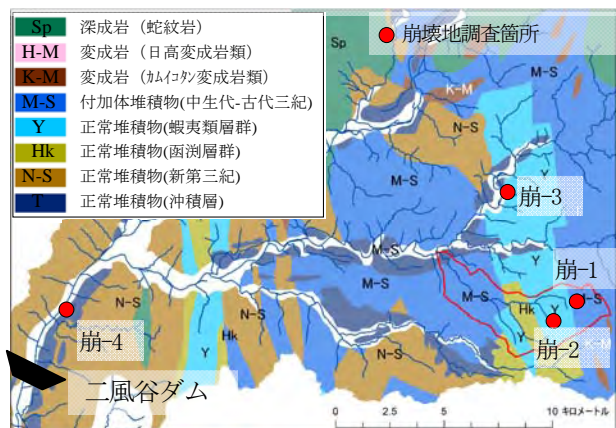 Sp 深成岩（蛇紋岩）
H-M 変成岩（日高変成岩類）
K-M 変成岩（ｶﾑｲｺﾀﾝ変成岩類）
M-S 付加体堆積物(中生代-古代三紀)
Y 正常堆積物(蝦夷類層群)
Hk 正常堆積物(函渕層群)
N-S 正常堆積物(新第三紀)
T 正常堆積物(沖積層)
崩壊地調査箇所
Sp
M-S
K-M
N-S
Y
M-S
Y
崩-3
M-S
崩-1
N-S
M-S
M-S
M-S
Hk
Y
崩-4
N-S
Hk
N-S
崩-2
K-M
Y
N-S
二風谷ダム
0 2.5 5 10 キロメートル